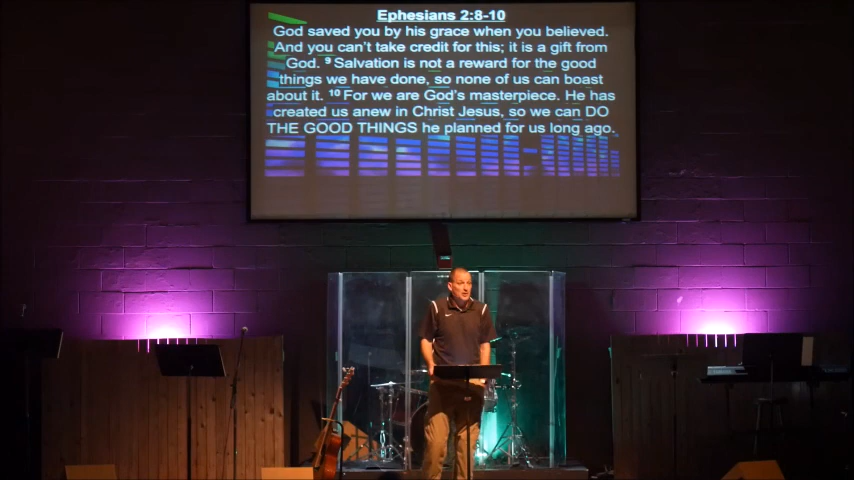 Ephesians 2:8-10
God saved you by his grace when you believed.
And you can't take credit for this; it is a gift from
God. ⁹ Salvation is not a reward for the good
things we have done, so none of us can boast
about it. ¹⁰ For we are God's masterpiece. He has
created us anew in Christ Jesus, so we can DO
THE GOOD THINGS he planned for us long ago.